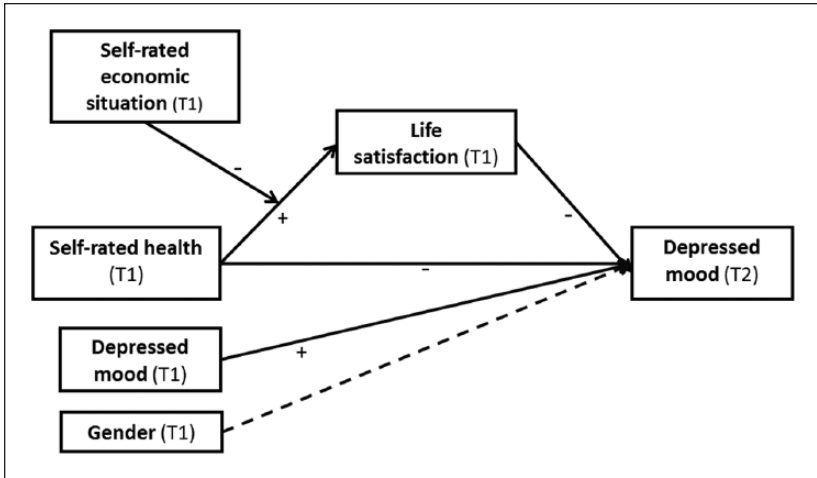 Self-rated
economic
situation (T1)
Life
satisfaction (T1)
-
+
-
Self-rated health
(T1)
-
Depressed
mood (T2)
Depressed
mood (T1)
+
Gender (T1)